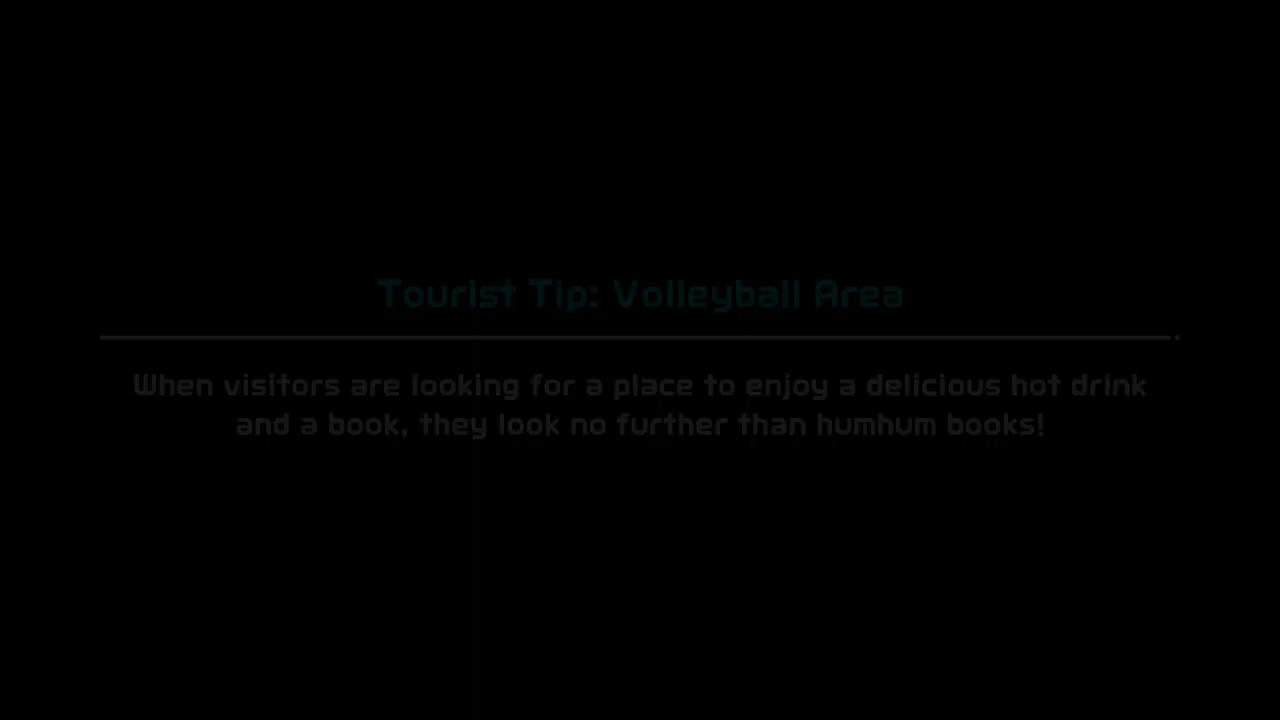 Tourist Tip: Volleyball Area
When visitors are looking for a place to enjoy a delicious hot drink
and a book, they look no further than humhum books!